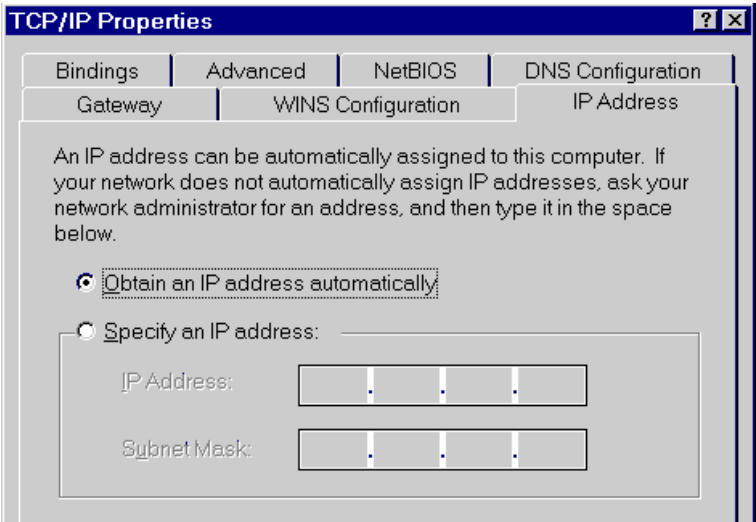 TCP/IP Properties
Bindings Advanced NetBIOS DNS Configuration
Gateway WINS Configuration IP Address
An IP address can be automatically assigned to this computer. If
your network does not automatically assign IP addresses, ask your
network administrator for an address, and then type it in the space
below.
Obtain an IP address automatically
Specify an IP address:
IP Address:
Subnet Mask: